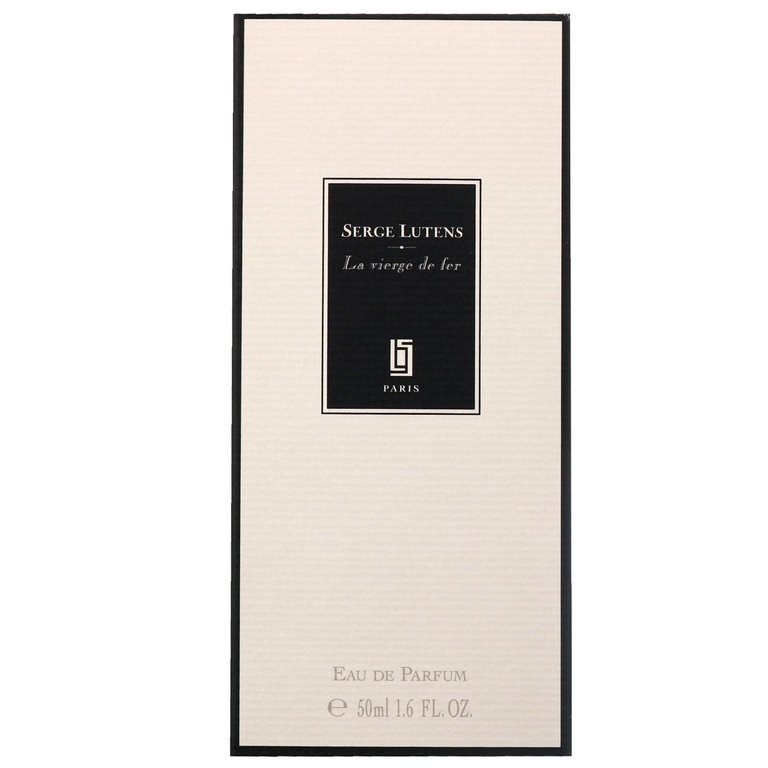 SERGE LUTENS
La vierge de fer
PARIS
EAU DE PARFUM
℮ 50ml 1.6 FL. OZ.